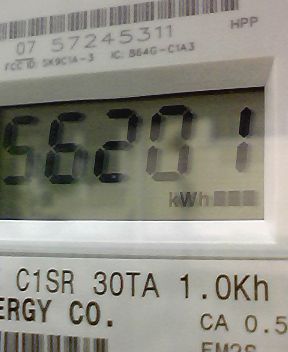 HPP
07 57245311
FCC ID: SK9C1A-3 IC: 864G-C1A3
56201
kWh
C1SR 30TA 1.0Kh
ERGY CO.
CA 0.5
EM2S